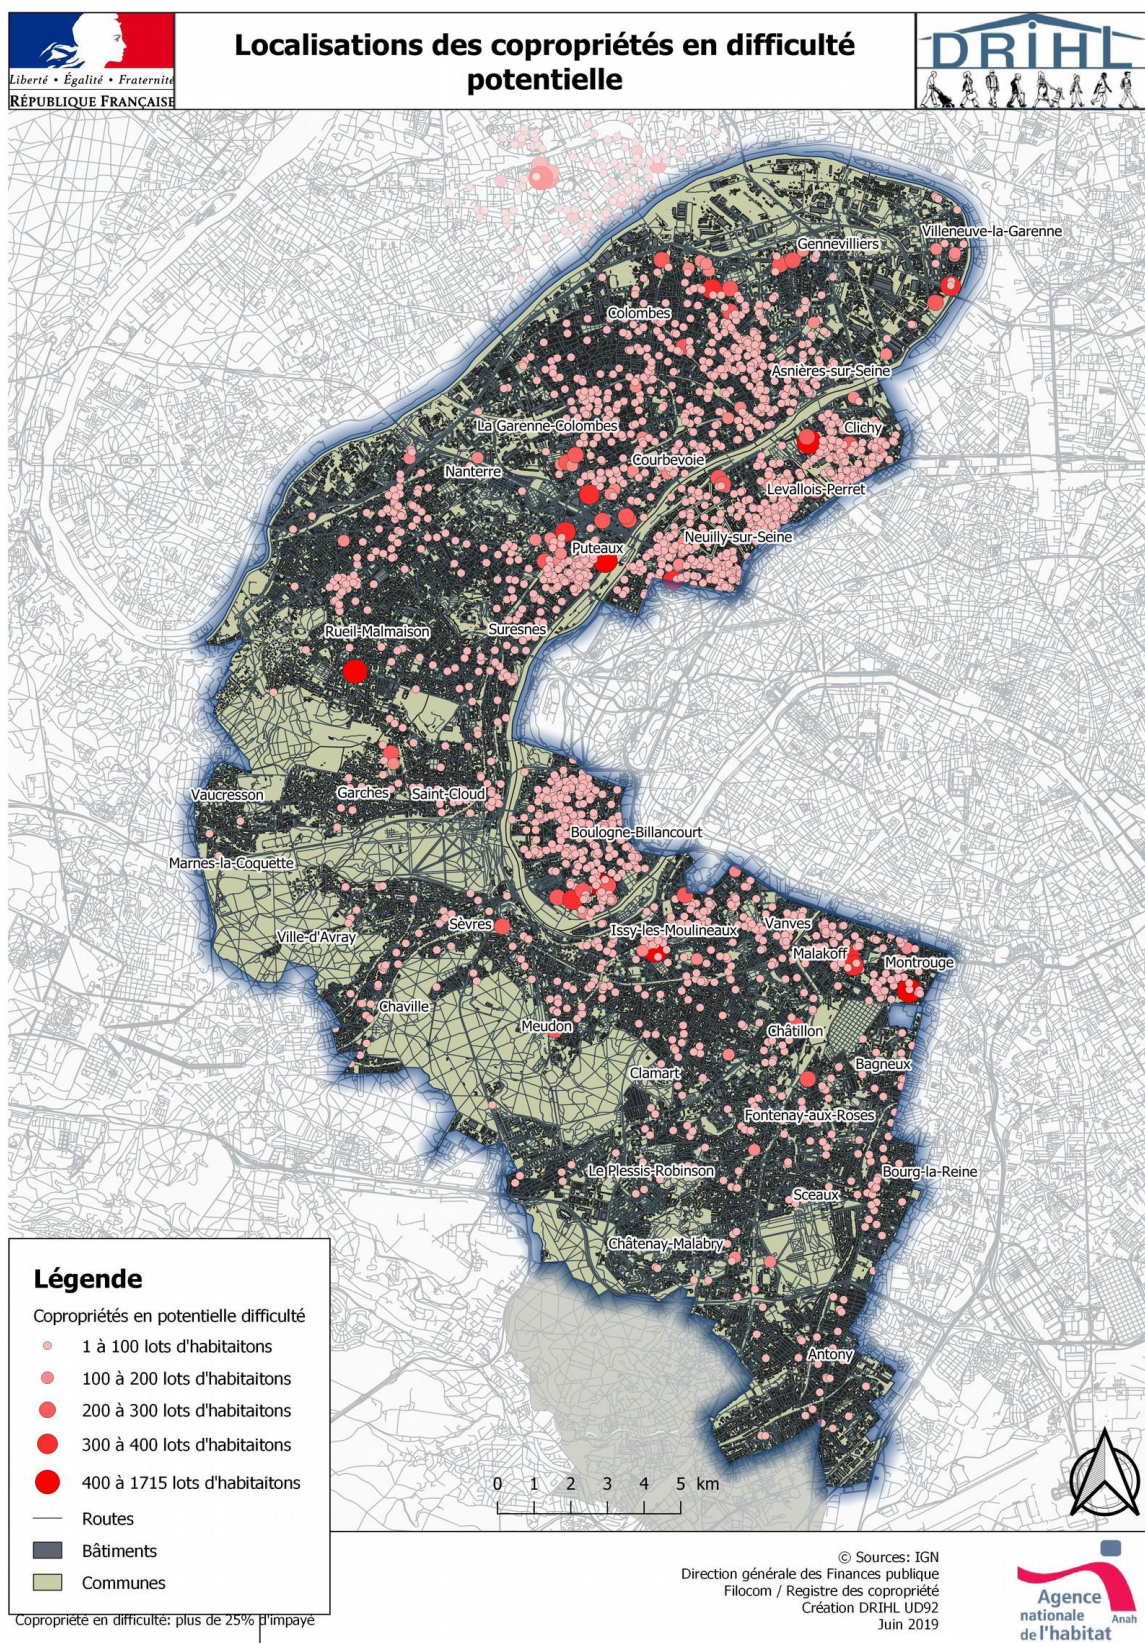 Liberté • Égalité • Fraternité
RÉPUBLIQUE FRANÇAISE
Localisations des copropriétés en difficulté
potentielle
DRIHL
Villeneuve-la-Garenne
Gennevilliers
Colombes
Asnières-sur-Seine
La Garenne-Colombes
Clichy
Courbevoie
Nanterre
Levallois-Perret
Neuilly-sur-Seine
Puteaux
Rueil-Malmaison
Suresnes
Vaucresson
Garches
Saint-Cloud
Boulogne-Billancourt
Marnes-la-Coquette
Sèvres
Issy-les-Moulineaux
Vanves
Ville-d'Avray
Malakoff
Montrouge
Chaville
Meudon
Châtillon
Clamart
Bagneux
Fontenay-aux-Roses
Le Plessis-Robinson
Bourg-la-Reine
Sceaux
Châtenay-Malabry
Antony
Légende
Copropriétés en potentielle difficulté
1 à 100 lots d'habitaitons
100 à 200 lots d'habitaitons
200 à 300 lots d'habitaitons
300 à 400 lots d'habitaitons
400 à 1715 lots d'habitaitons
Routes
Bâtiments
Communes
Copropriété en difficulté: plus de 25% d'impayé
0 1 2 3 4 5 km
© Sources: IGN
Direction générale des Finances publique
Filocom / Registre des copropriété
Création DRIHL UD92
Juin 2019
Agence
nationale
de l'habitat
Anah